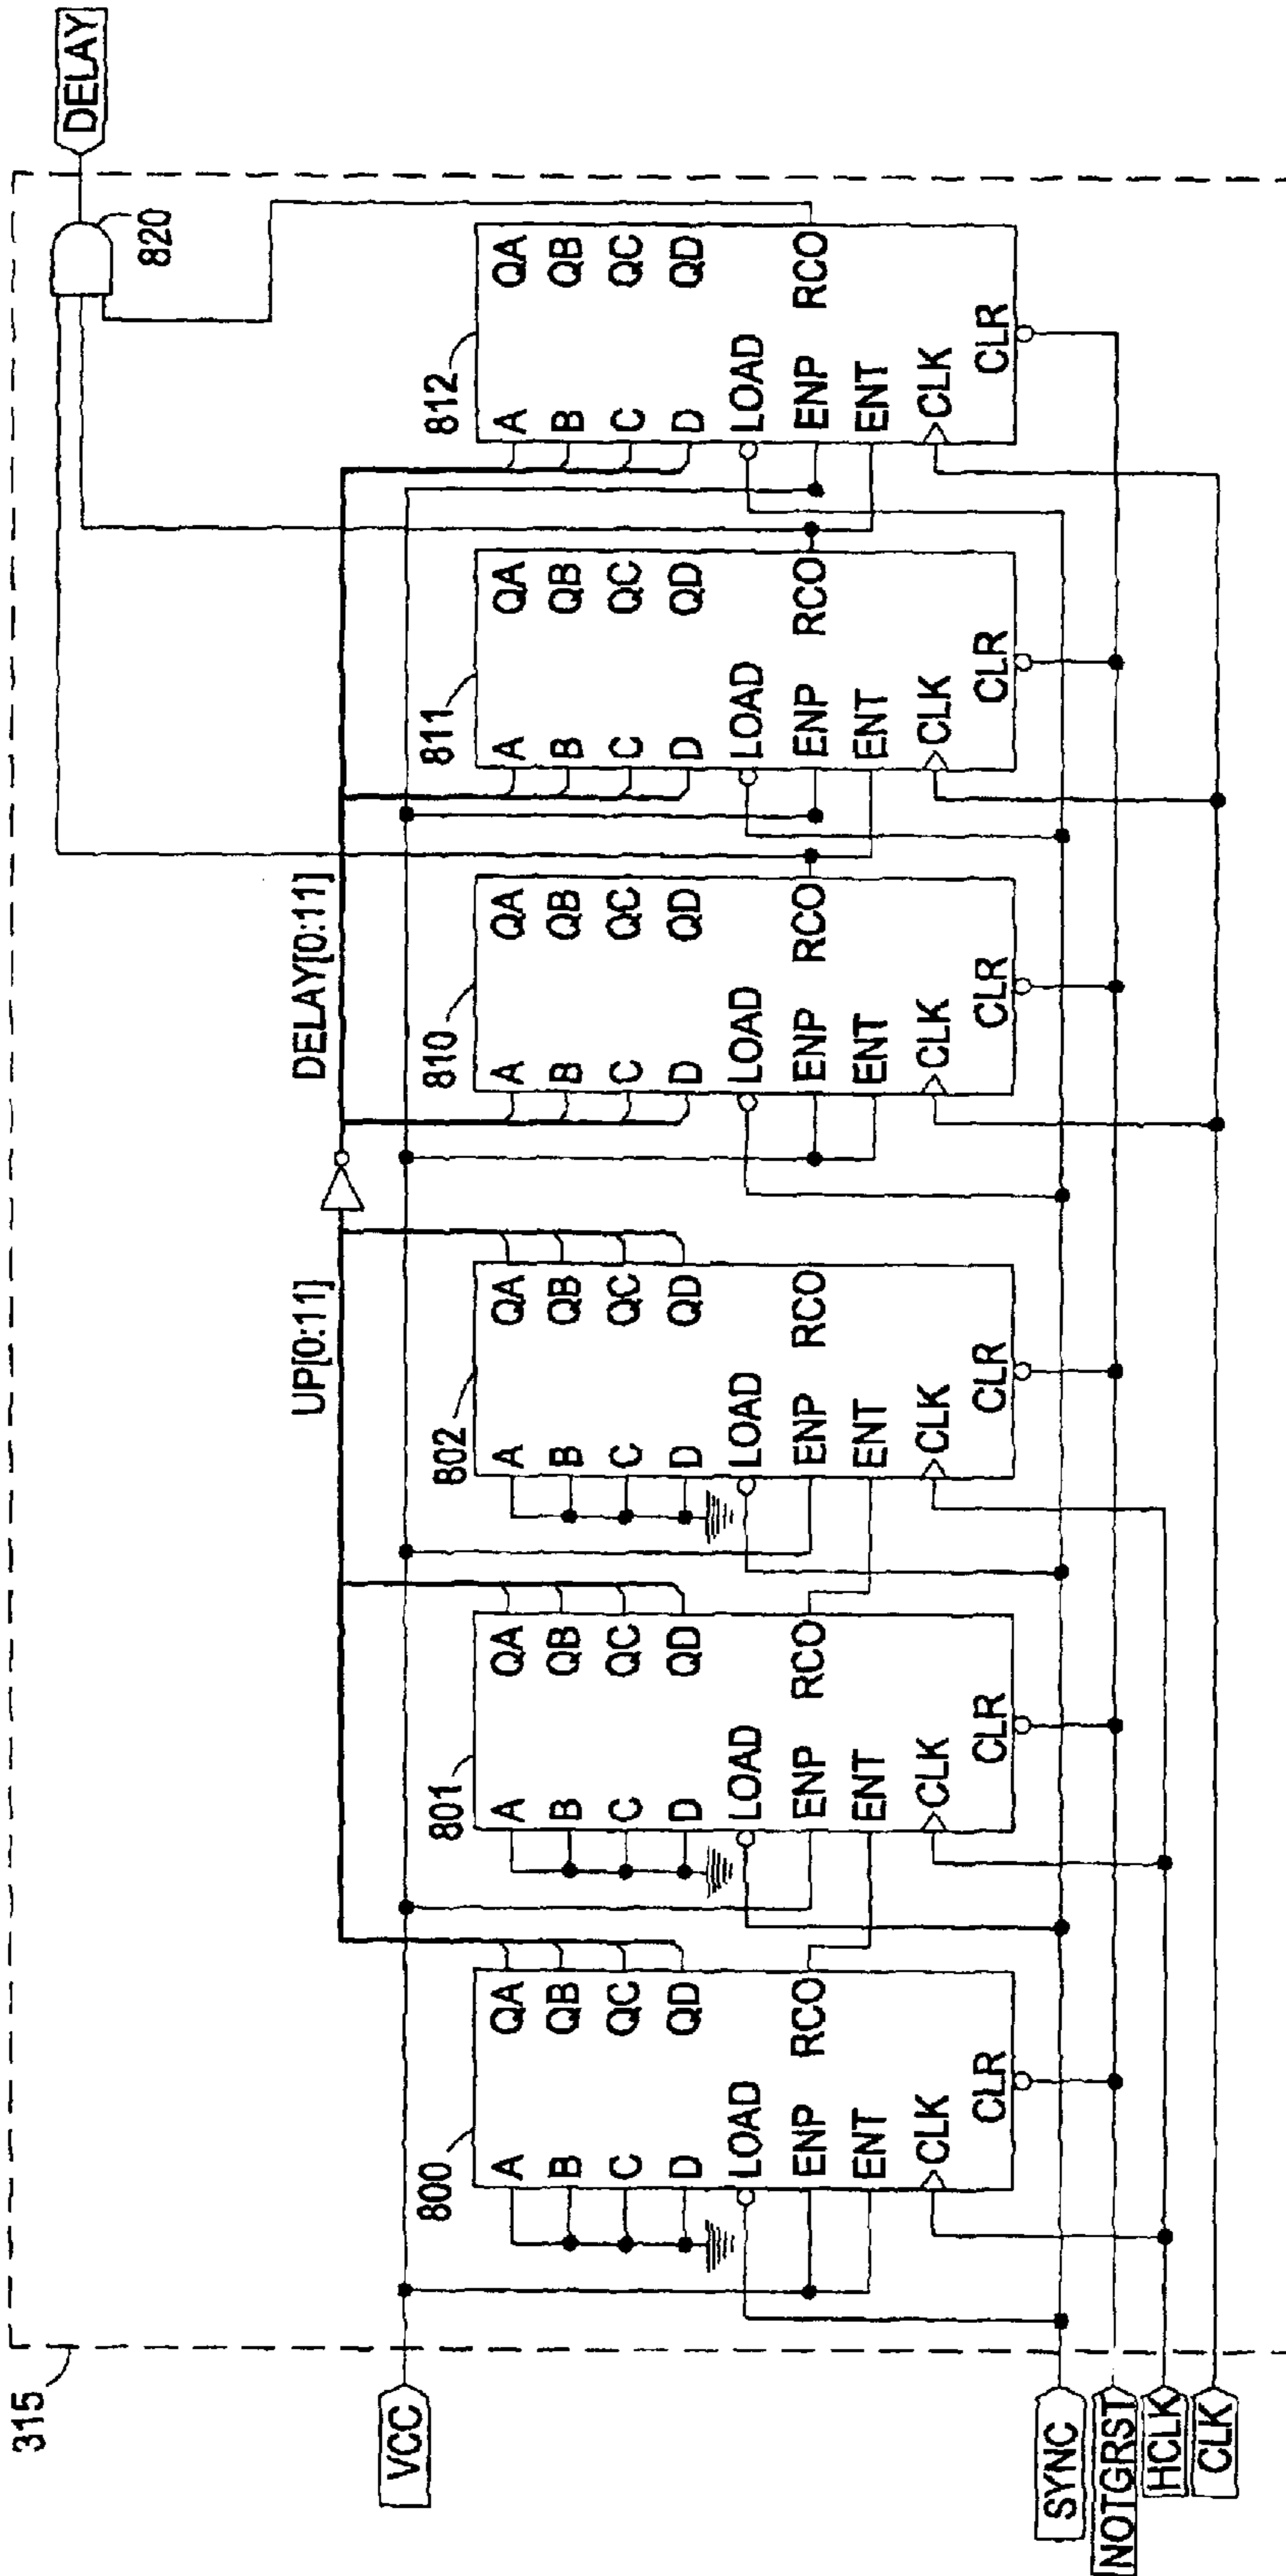 315
VCC
SYNC
NOTGRST
HCLK
CLK
UP[0:11]
DELAY[0:11]
DELAY
820
800
A
B
C
D
LOAD
ENP
ENT
CLK
CLR
QA
QB
QC
QD
RCO
801
A
B
C
D
LOAD
ENP
ENT
CLK
CLR
QA
QB
QC
QD
RCO
802
A
B
C
D
LOAD
ENP
ENT
CLK
CLR
QA
QB
QC
QD
RCO
810
A
B
C
D
LOAD
ENP
ENT
CLK
CLR
QA
QB
QC
QD
RCO
811
A
B
C
D
LOAD
ENP
ENT
CLK
CLR
QA
QB
QC
QD
RCO
812
A
B
C
D
LOAD
ENP
ENT
CLK
CLR
QA
QB
QC
QD
RCO